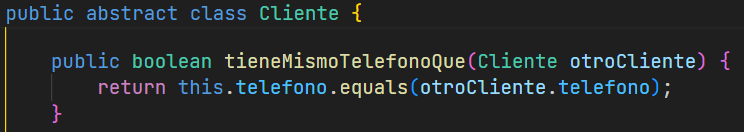 public abstract class Cliente {
public boolean tieneMismoTelefonoQue(Cliente otroCliente) {
return this.telefono.equals(otroCliente.telefono);
}